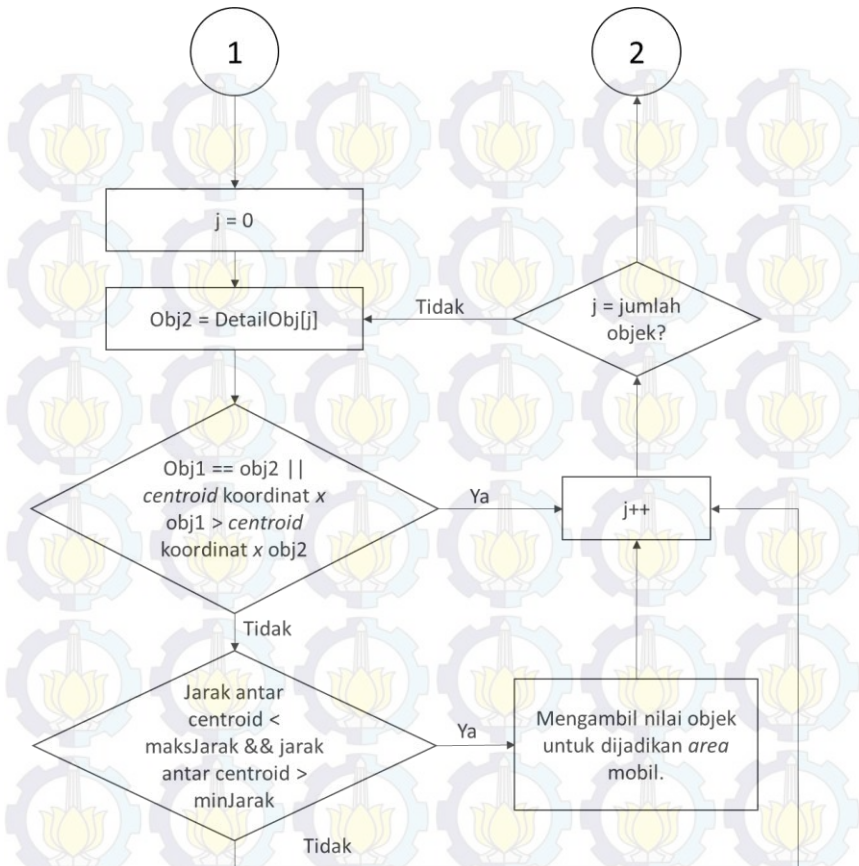 1
2
j = 0
Obj2 = DetailObj[j]
Tidak
j = jumlah
objek?
Obj1 == obj2 ||
centroid koordinat x
obj1 > centroid
koordinat x obj2
Ya
j++
Tidak
Jarak antar
centroid <
maksJarak && jarak
antar centroid >
minJarak
Ya
Mengambil nilai objek
untuk dijadikan area
mobil.
Tidak